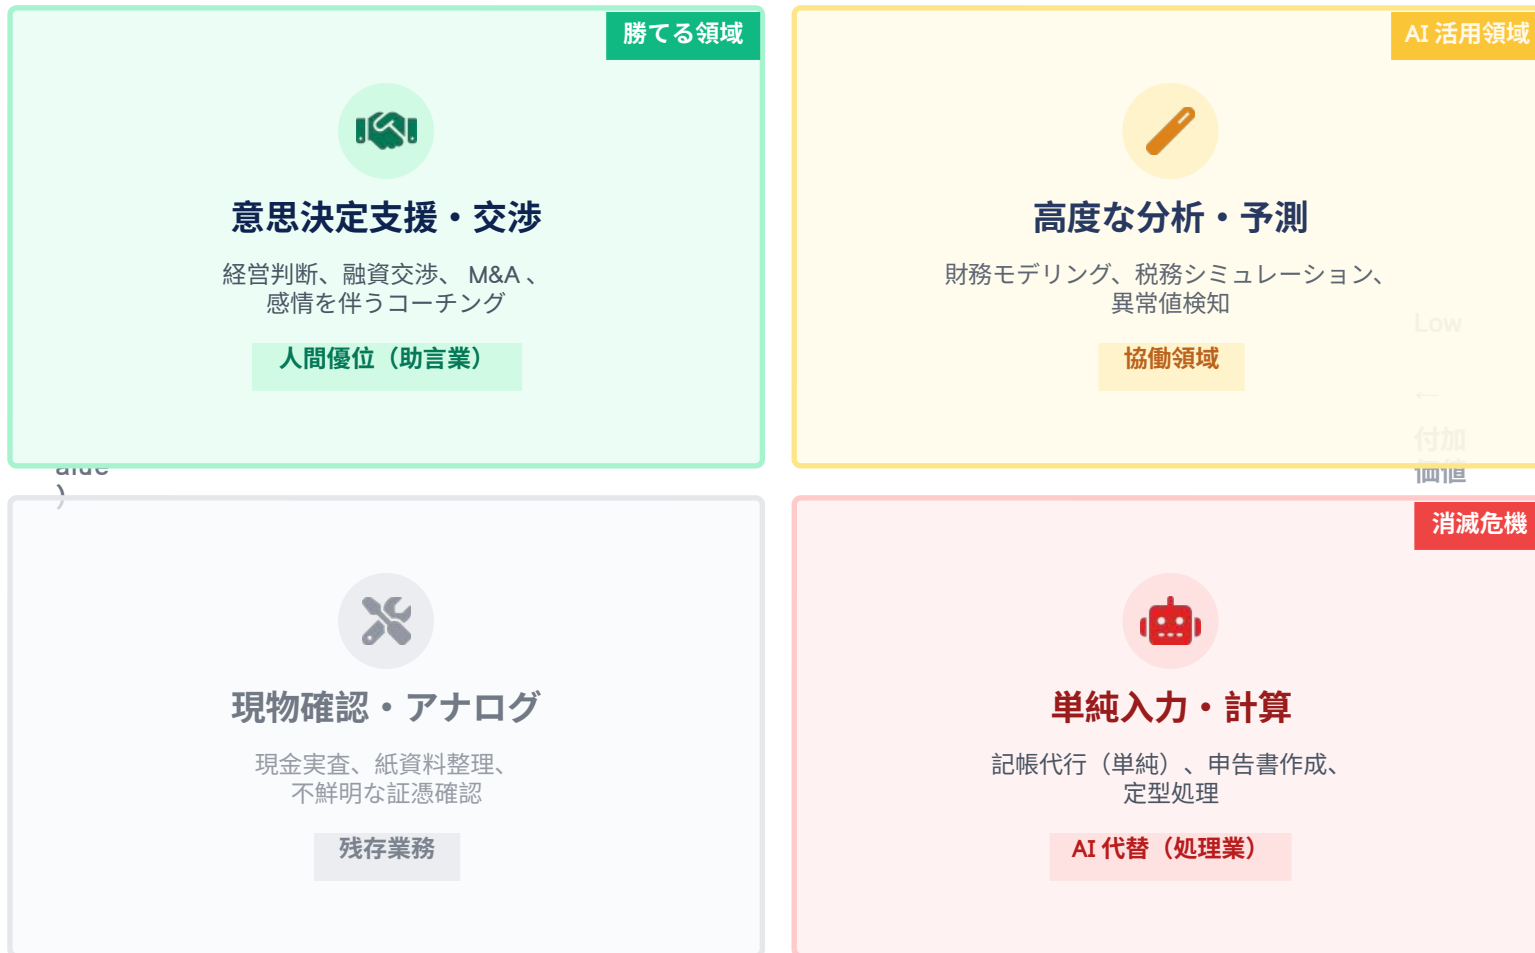 勝てる領域
意思決定支援・交渉
経営判断、融資交渉、 M&A 、
感情を伴うコーチング
人間優位（助言業）
AI 活用領域
高度な分析・予測
財務モデリング、税務シミュレーション、
異常値検知
協働領域
Low
←
付加
価値
)
現物確認・アナログ
現金実査、紙資料整理、
不鮮明な証憑確認
残存業務
消滅危機
単純入力・計算
記帳代行（単純）、申告書作成、
定型処理
AI 代替（処理業）